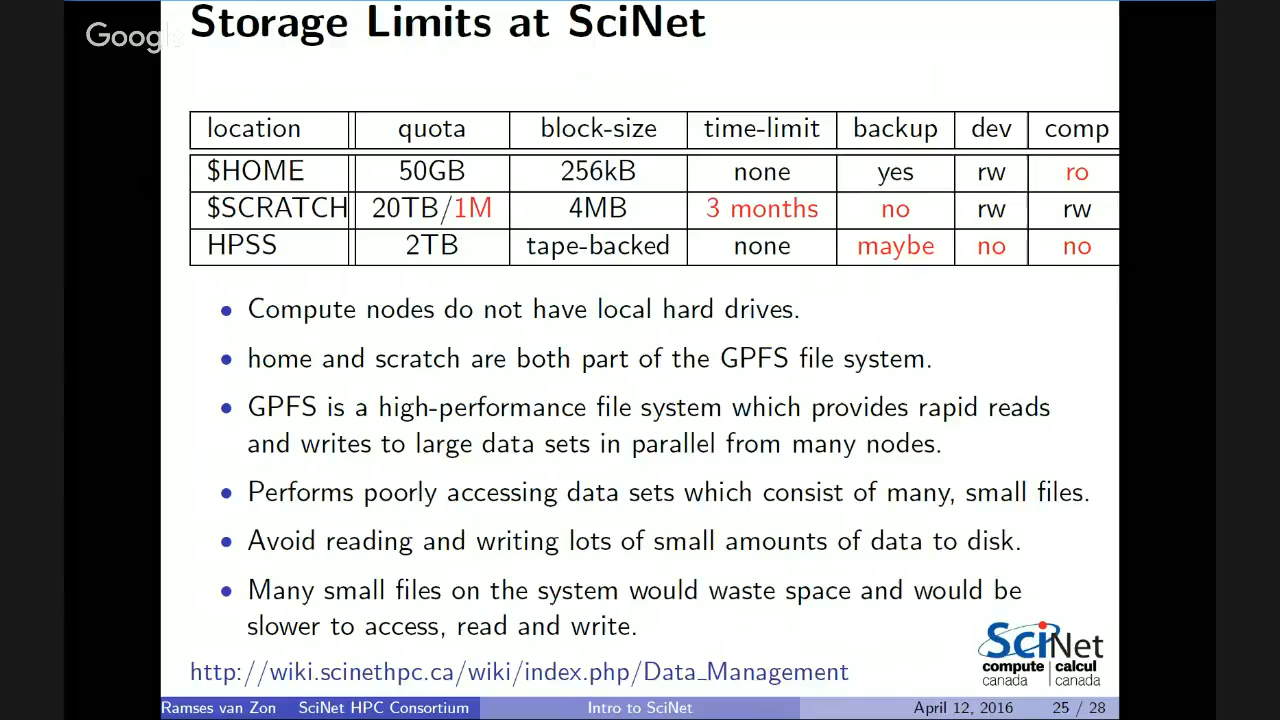 Storage Limits at SciNet
Google
location quota block-size time-limit backup dev comp
$HOME 50GB 256kB none yes rw ro
$SCRATCH 20TB/1M 4MB 3 months no rw rw
HPSS 2TB tape-backed none maybe no no
• Compute nodes do not have local hard drives.
• home and scratch are both part of the GPFS file system.
• GPFS is a high-performance file system which provides rapid reads
and writes to large data sets in parallel from many nodes.
• Performs poorly accessing data sets which consist of many, small files.
• Avoid reading and writing lots of small amounts of data to disk.
• Many small files on the system would waste space and would be
slower to access, read and write.
SciNet
compute | calcul
canada | canada
http://wiki.scinethpc.ca/wiki/index.php/Data_Management
Ramses van Zon SciNet HPC Consortium Intro to SciNet April 12, 2016 25 / 28